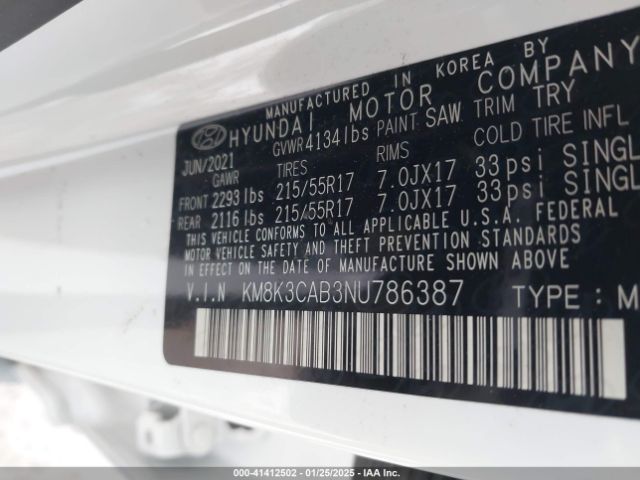 MANUFACTURED IN KOREA BY
HYUNDAI MOTOR COMPANY
JUN/2021 GVWR 4134 lbs PAINT SAW TRIM TRY
GAWR TIRES RIMS COLD TIRE INFL
FRONT 2293 lbs 215/55R17 7.0JX17 33 psi SINGL
REAR 2116 lbs 215/55R17 7.0JX17 33 psi SINGL
THIS VEHICLE CONFORMS TO ALL APPLICABLE U.S.A. FEDERAL
MOTOR VEHICLE SAFETY AND THEFT PREVENTION STANDARDS
IN EFFECT ON THE DATE OF MANUFACTURE SHOWN ABOVE.
V.I.N KM8K3CAB3NU786387 TYPE : M
000-41412502 - 01/25/2025 - IAA Inc.